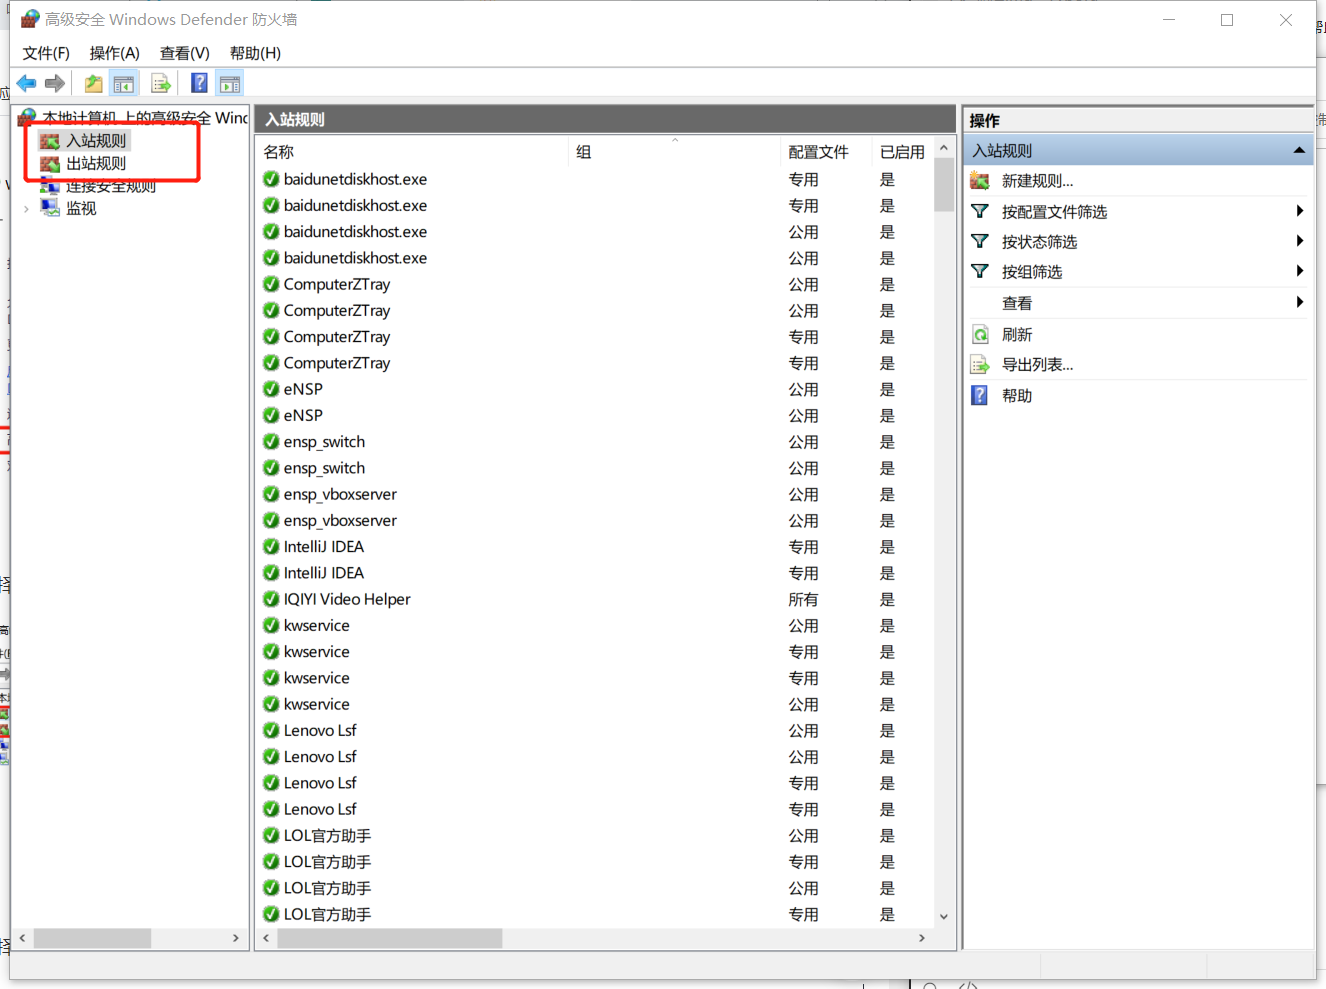 高级安全 Windows Defender 防火墙
文件(F) 操作(A) 查看(V) 帮助(H)
本地计算机 上的高级安全 Winc
入站规则
出站规则
连接安全规则
监视
入站规则
名称 组 配置文件 已启用
baidunetdiskhost.exe 专用 是
baidunetdiskhost.exe 专用 是
baidunetdiskhost.exe 公用 是
baidunetdiskhost.exe 公用 是
ComputerZTray 公用 是
ComputerZTray 公用 是
ComputerZTray 专用 是
ComputerZTray 专用 是
eNSP 公用 是
eNSP 公用 是
ensp_switch 公用 是
ensp_switch 公用 是
ensp_vboxserver 公用 是
ensp_vboxserver 公用 是
IntelliJ IDEA 专用 是
IntelliJ IDEA 专用 是
IQIYI Video Helper 所有 是
kwservice 公用 是
kwservice 专用 是
kwservice 专用 是
kwservice 公用 是
Lenovo Lsf 公用 是
Lenovo Lsf 公用 是
Lenovo Lsf 专用 是
Lenovo Lsf 专用 是
LOL官方助手 公用 是
LOL官方助手 专用 是
LOL官方助手 公用 是
LOL官方助手 专用 是
操作
入站规则
新建规则...
按配置文件筛选
按状态筛选
按组筛选
查看
刷新
导出列表...
帮助